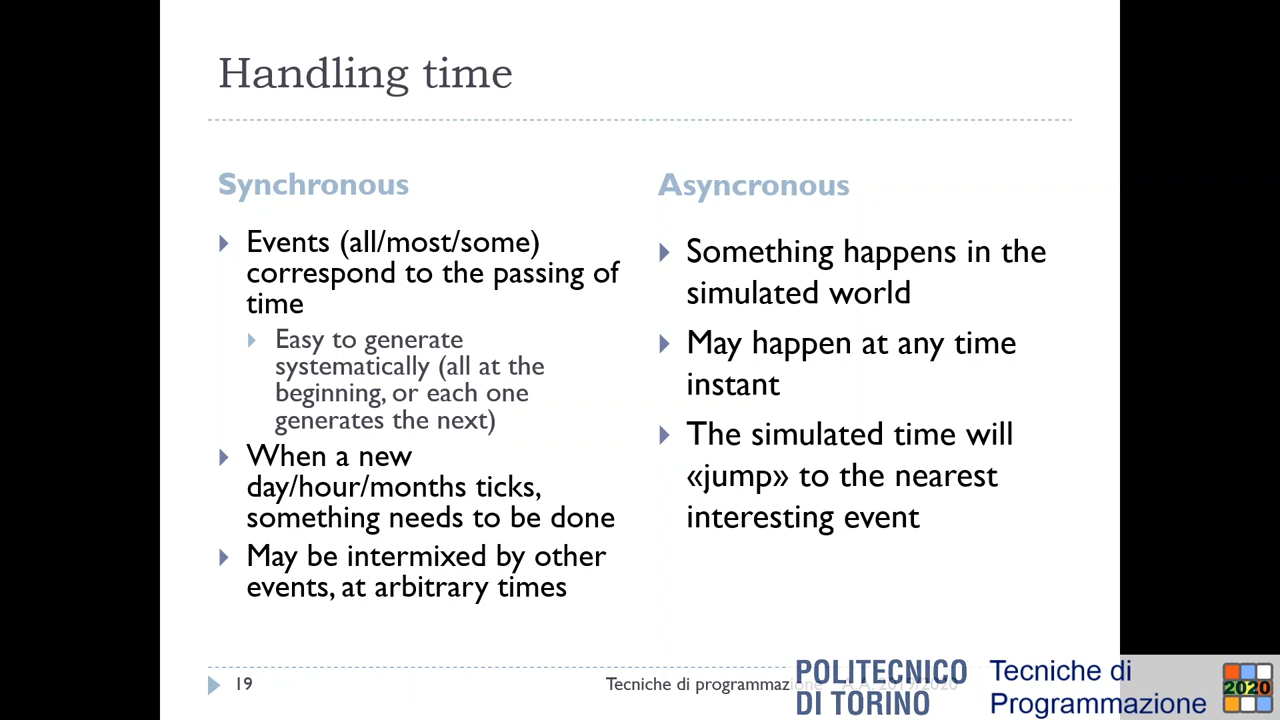 Handling time
Synchronous
Events (all/most/some)
correspond to the passing of
time
Easy to generate
systematically (all at the
beginning, or each one
generates the next)
When a new
day/hour/months ticks,
something needs to be done
May be intermixed by other
events, at arbitrary times
Asyncronous
Something happens in the
simulated world
May happen at any time
instant
The simulated time will
«jump» to the nearest
interesting event
19
Tecniche di programmazione A.A. 2019/2020
POLITECNICO
DI TORINO
Tecniche di
Programmazione
2020